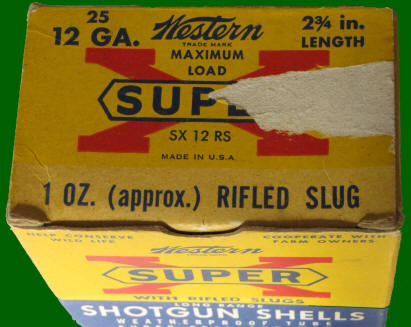 25
12 GA.
Western
TRADE MARK
2¾ in.
LENGTH
MAXIMUM
LOAD
SUPE
SX 12 RS
MADE IN U.S.A.
1 OZ. (approx.) RIFLED SLUG
HELP CONSERVE
WILD LIFE
Western
COOPERATE WITH
FARM OWNERS
SUPER
WITH RIFLED SLUGS
LONG RANGE
SHOTGUN SHELLS
WEATHERPROOF TUBE